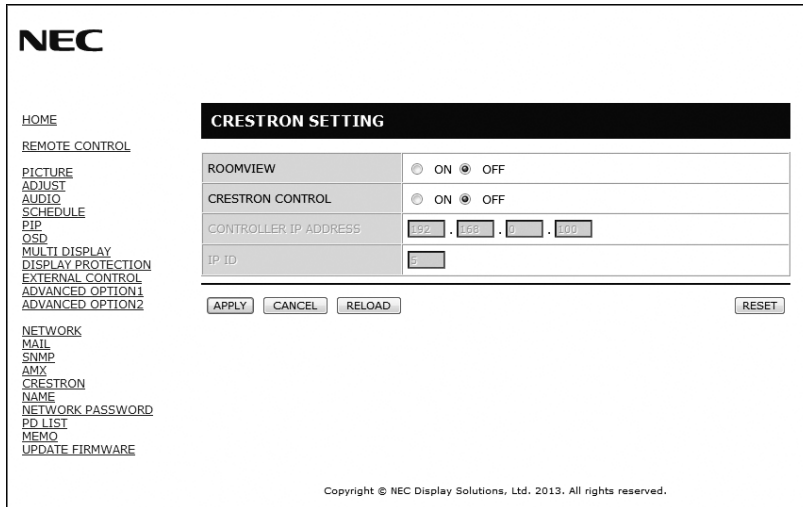 NEC
HOME
REMOTE CONTROL
PICTURE
ADJUST
AUDIO
SCHEDULE
PIP
OSD
MULTI DISPLAY
DISPLAY PROTECTION
EXTERNAL CONTROL
ADVANCED OPTION1
ADVANCED OPTION2
NETWORK
MAIL
SNMP
AMX
CRESTRON
NAME
NETWORK PASSWORD
PD LIST
MEMO
UPDATE FIRMWARE
CRESTRON SETTING
ROOMVIEW ON OFF
CRESTRON CONTROL ON OFF
CONTROLLER IP ADDRESS 192 . 168 . 0 . 100
IP ID 5
APPLY CANCEL RELOAD RESET
Copyright © NEC Display Solutions, Ltd. 2013. All rights reserved.